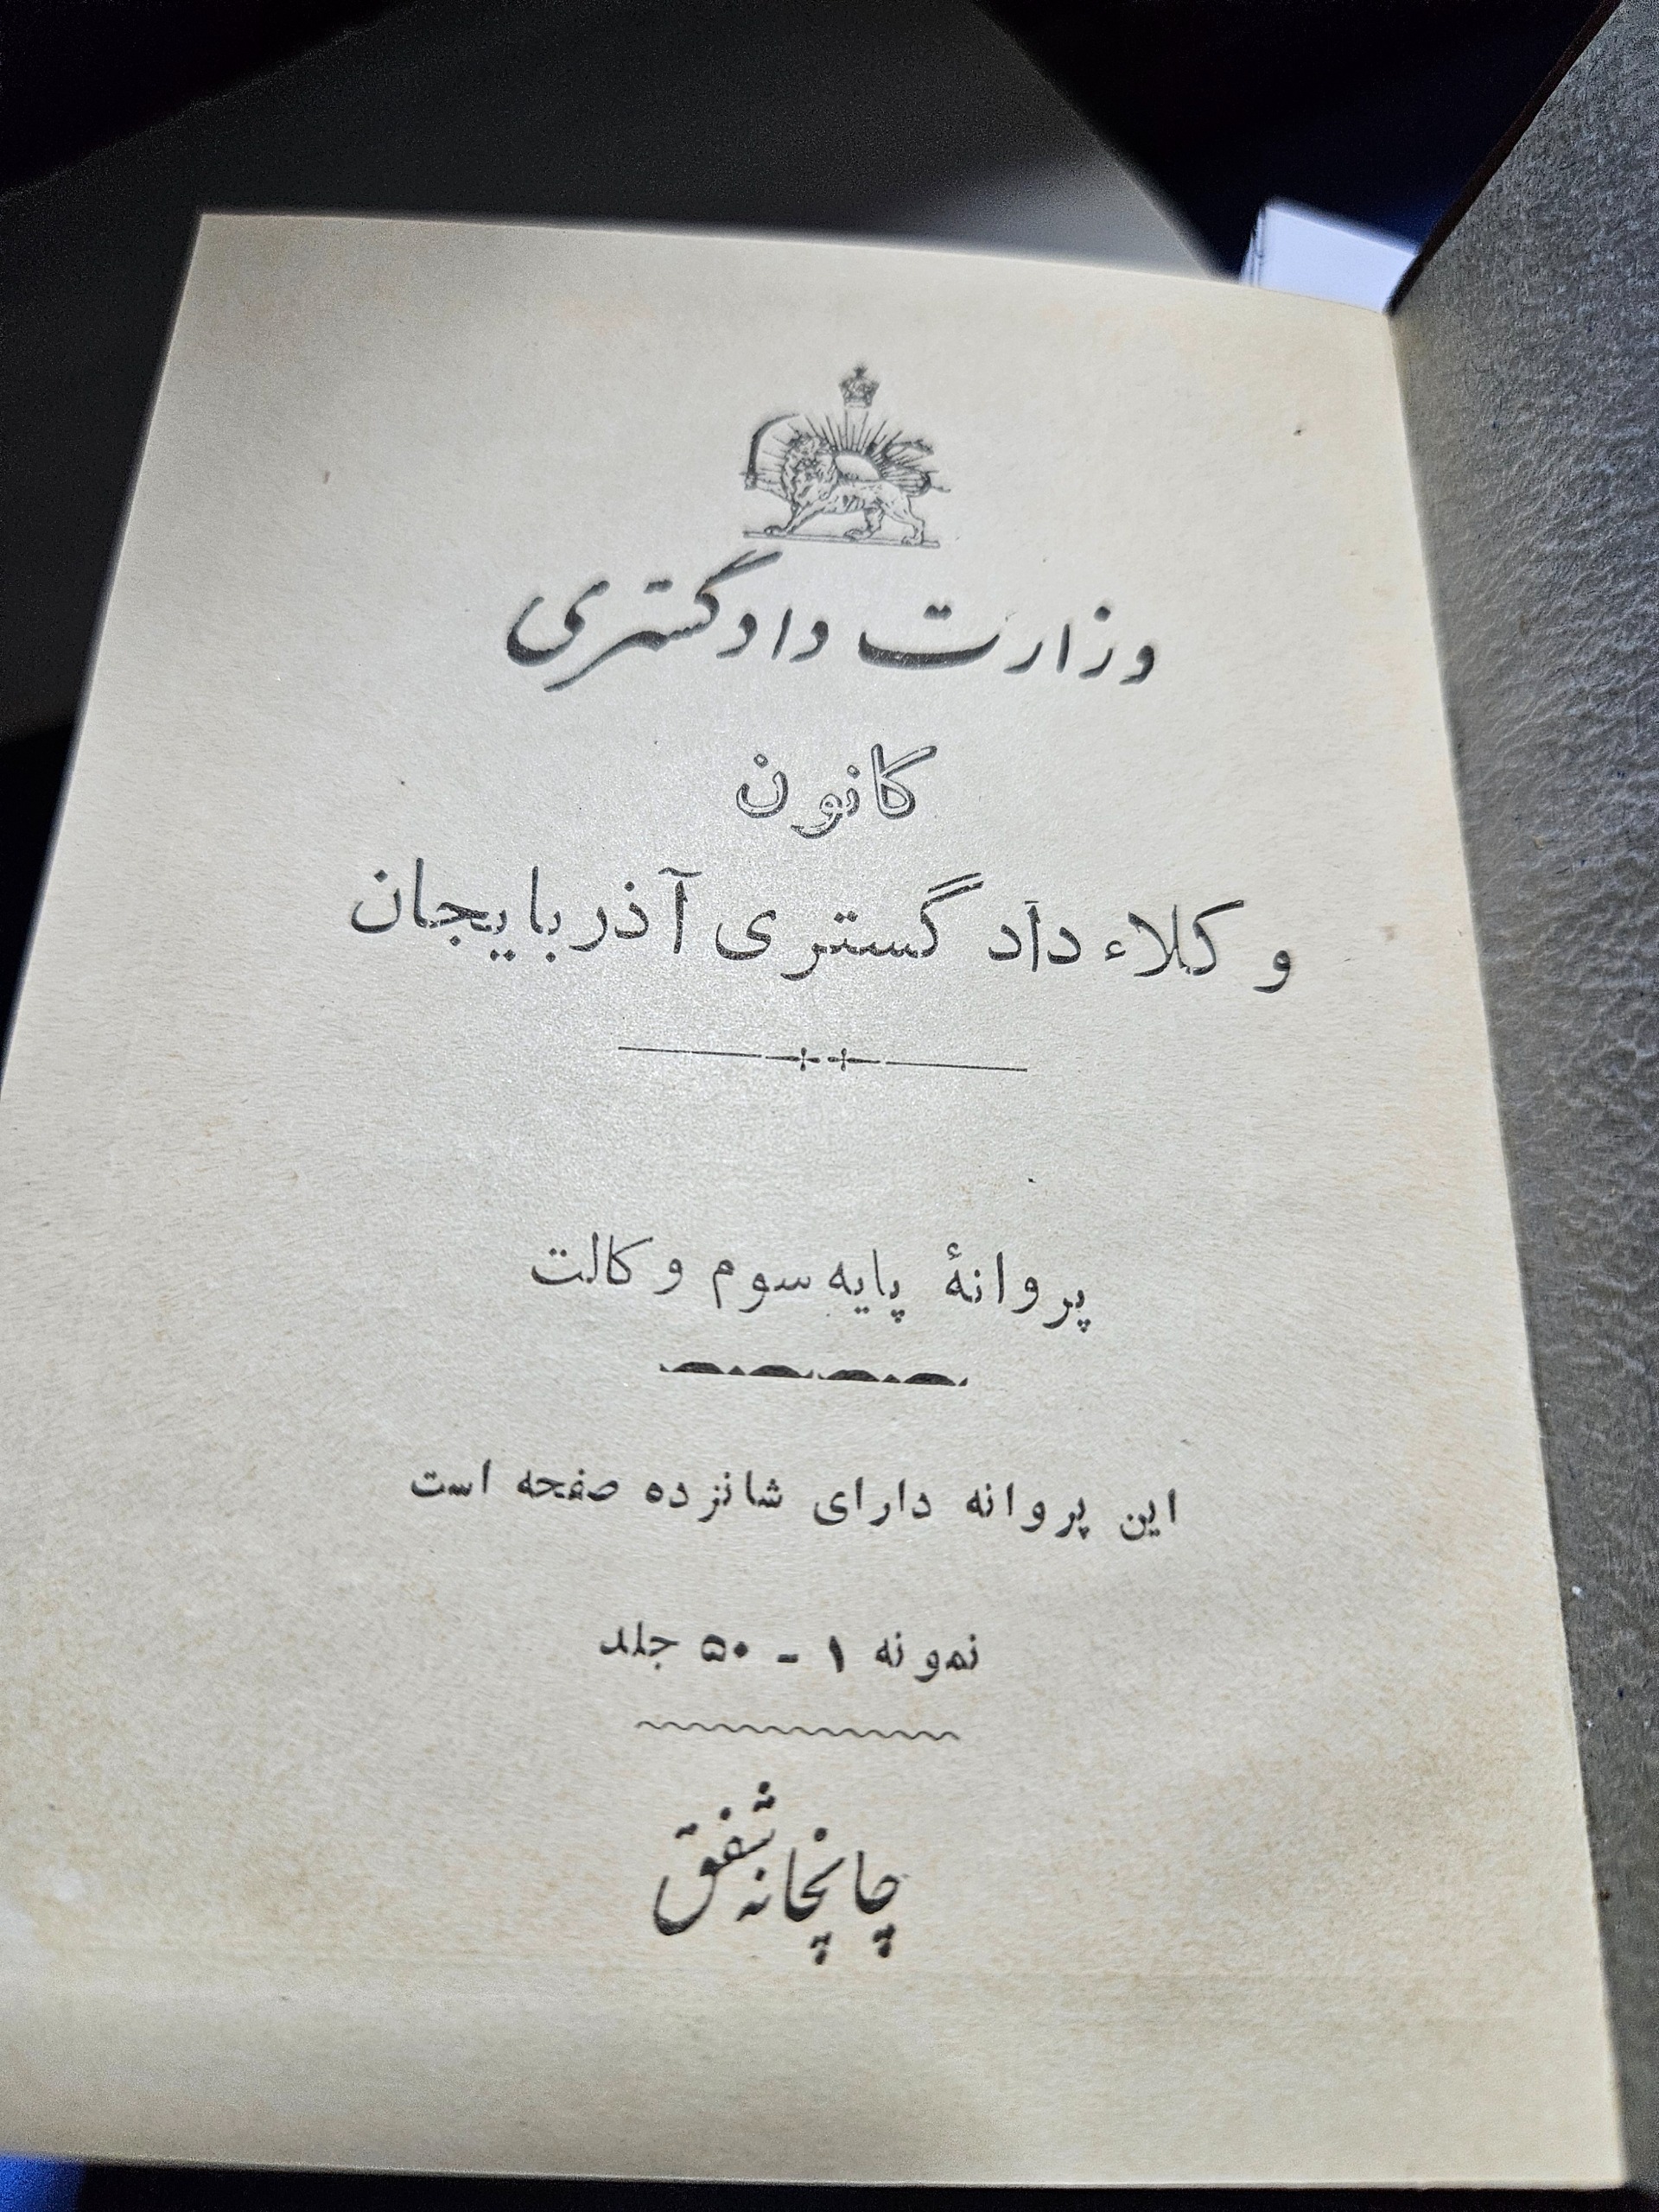 وزارت دادگستری
کانون
وکلاء دادگستری آذربایجان
پروانهٔ پایه سوم وکالت
این پروانه دارای شانزده صفحه است
نمونه ۱ - ۵۰ جلد
چاپخانه شفق